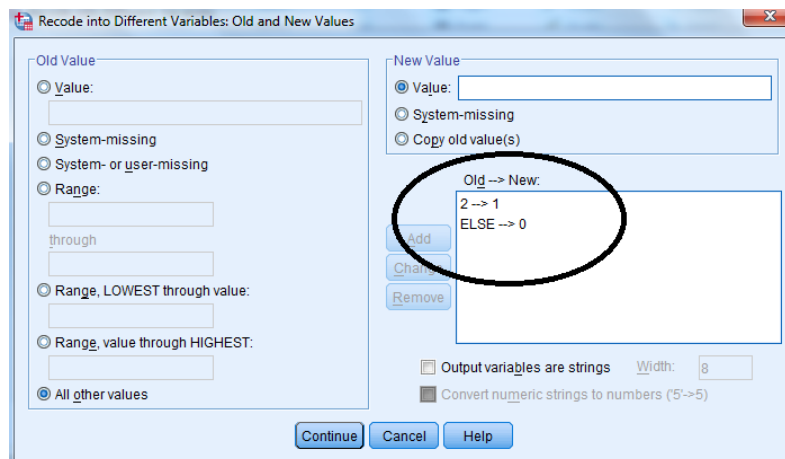 Recode into Different Variables: Old and New Values
X
Old Value
Value:
System-missing
System- or user-missing
Range:
through
Range, LOWEST through value:
Range, value through HIGHEST:
All other values
New Value
Value:
System-missing
Copy old value(s)
Old --> New:
2 --> 1
ELSE --> 0
Add
Change
Remove
Output variables are strings Width: 8
Convert numeric strings to numbers ('5'->5)
Continue Cancel Help